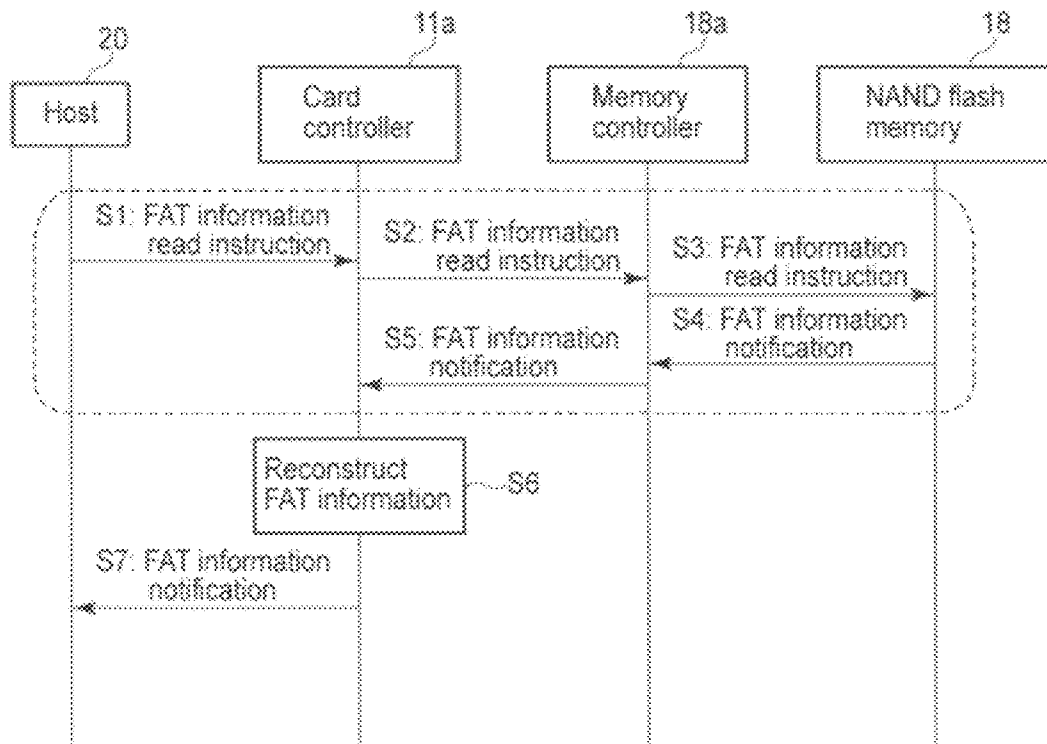 20
11a
18a
18
Host
Card
controller
Memory
controller
NAND flash
memory
S1: FAT information
read instruction
S2: FAT information
read instruction
S3: FAT information
read instruction
S4: FAT information
notification
S5: FAT information
notification
Reconstruct
FAT information
S6
S7: FAT information
notification